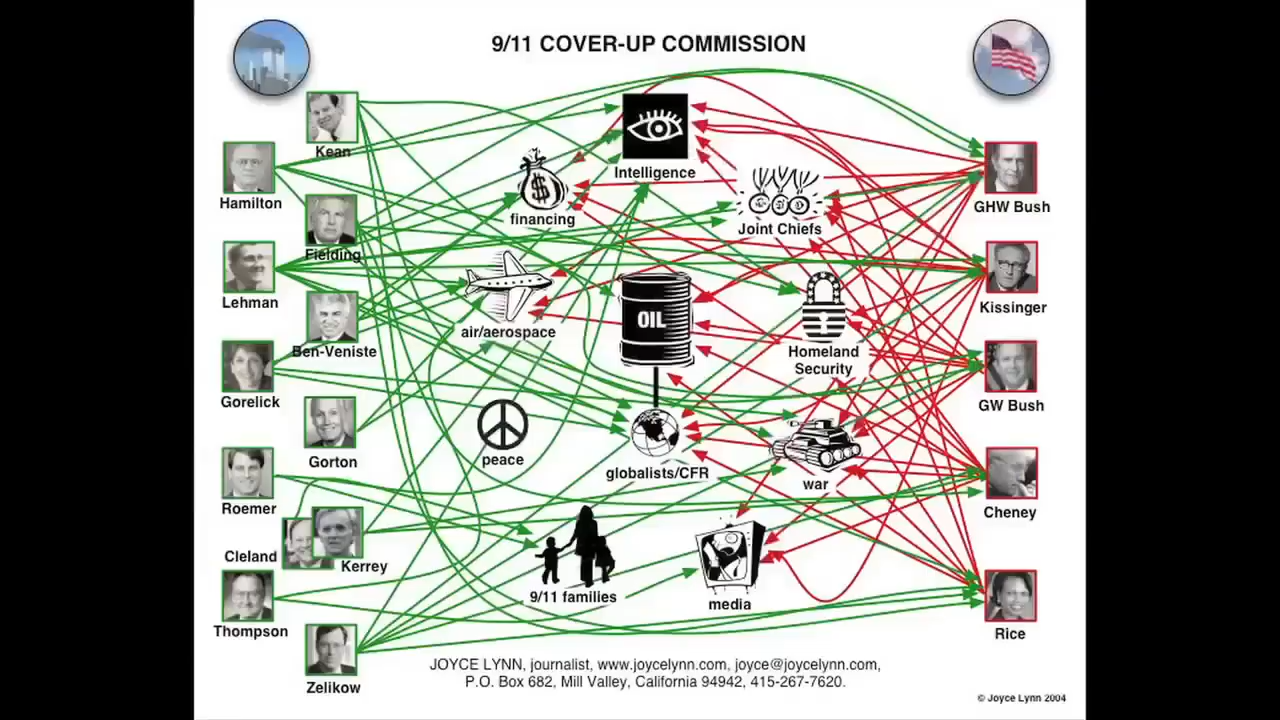 9/11 COVER-UP COMMISSION
Kean
Intelligence
Hamilton
financing
Joint Chiefs
GHW Bush
Fielding
Lehman
OIL
Kissinger
air/aerospace
Ben-Veniste
Homeland
Security
Gorelick
GW Bush
Gorton
peace
globalists/CFR
war
Roemer
Cheney
Cleland
Kerrey
9/11 families
media
Thompson
Rice
Zelikow
JOYCE LYNN, journalist, www.joycelynn.com, joyce@joycelynn.com,
P.O. Box 682, Mill Valley, California 94942, 415-267-7620.
© Joyce Lynn 2004